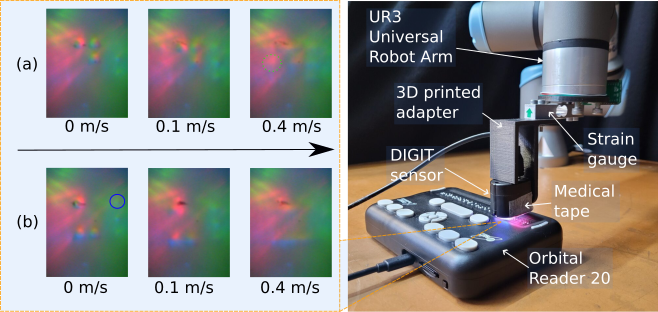 (a)
0 m/s
0.1 m/s
0.4 m/s
(b)
0 m/s
0.1 m/s
0.4 m/s
UR3
Universal
Robot Arm
3D printed
adapter
Strain
gauge
DIGIT
sensor
Medical
tape
Orbital
Reader 20